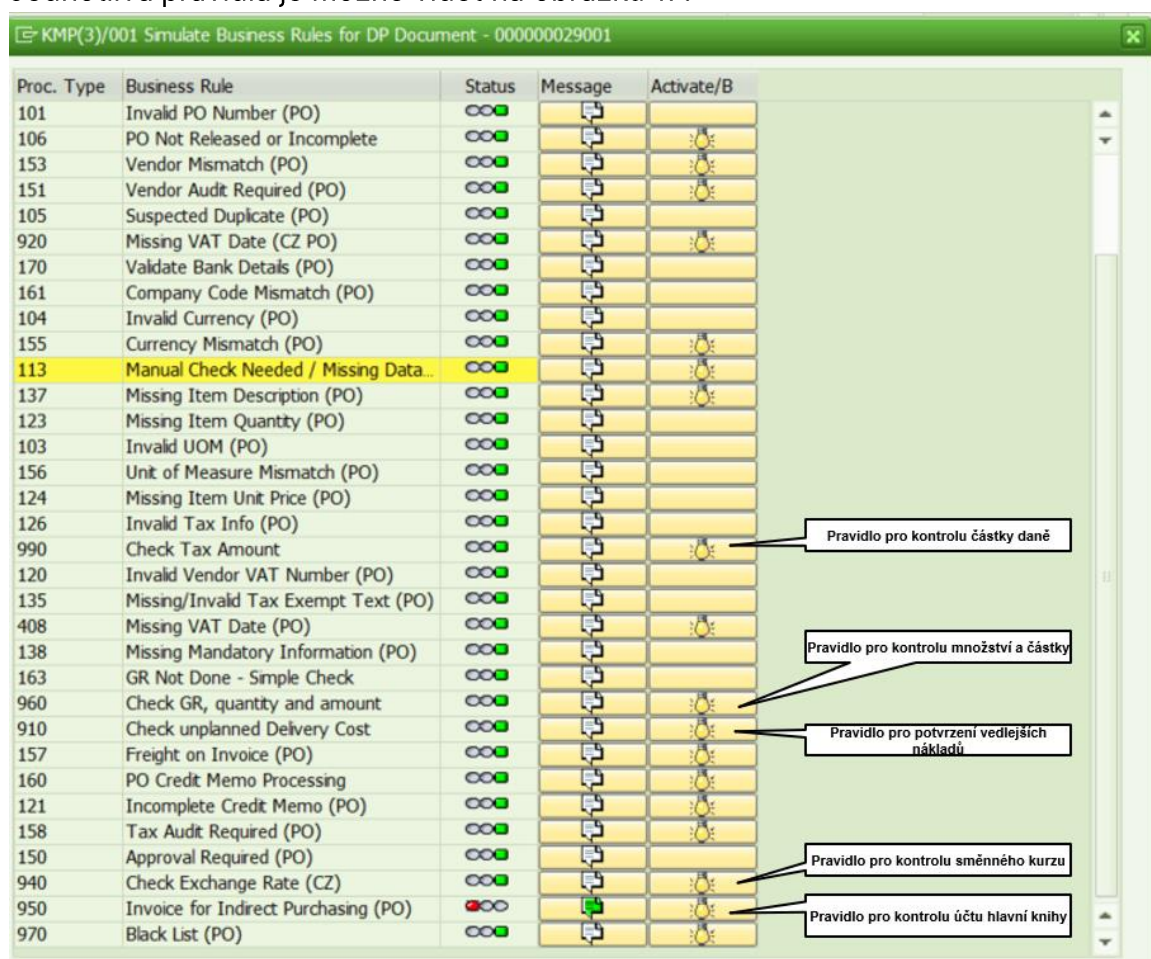 KMP(3)/001 Simulate Business Rules for DP Document - 000000029001
Proc. Type Business Rule Status Message Activate/B
101 Invalid PO Number (PO)
106 PO Not Released or Incomplete
153 Vendor Mismatch (PO)
151 Vendor Audit Required (PO)
105 Suspected Duplicate (PO)
920 Missing VAT Date (CZ PO)
170 Validate Bank Details (PO)
161 Company Code Mismatch (PO)
104 Invalid Currency (PO)
155 Currency Mismatch (PO)
113 Manual Check Needed / Missing Data...
137 Missing Item Description (PO)
123 Missing Item Quantity (PO)
103 Invalid UOM (PO)
156 Unit of Measure Mismatch (PO)
124 Missing Item Unit Price (PO)
126 Invalid Tax Info (PO)
990 Check Tax Amount
Pravidlo pro kontrolu částky daně
120 Invalid Vendor VAT Number (PO)
135 Missing/Invalid Tax Exempt Text (PO)
408 Missing VAT Date (PO)
138 Missing Mandatory Information (PO)
Pravidlo pro kontrolu množství a částky
163 GR Not Done - Simple Check
960 Check GR, quantity and amount
910 Check unplanned Delivery Cost
Pravidlo pro potvrzení vedlejších
nákladů
157 Freight on Invoice (PO)
160 PO Credit Memo Processing
121 Incomplete Credit Memo (PO)
158 Tax Audit Required (PO)
150 Approval Required (PO)
Pravidlo pro kontrolu směnného kurzu
940 Check Exchange Rate (CZ)
950 Invoice for Indirect Purchasing (PO)
Pravidlo pro kontrolu účtu hlavní knihy
970 Black List (PO)